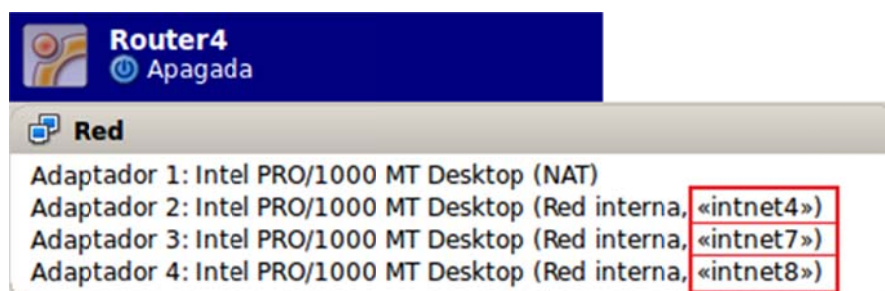 Router4
Apagada
Red
Adaptador 1: Intel PRO/1000 MT Desktop (NAT)
Adaptador 2: Intel PRO/1000 MT Desktop (Red interna, «intnet4»)
Adaptador 3: Intel PRO/1000 MT Desktop (Red interna, «intnet7»)
Adaptador 4: Intel PRO/1000 MT Desktop (Red interna, «intnet8»)